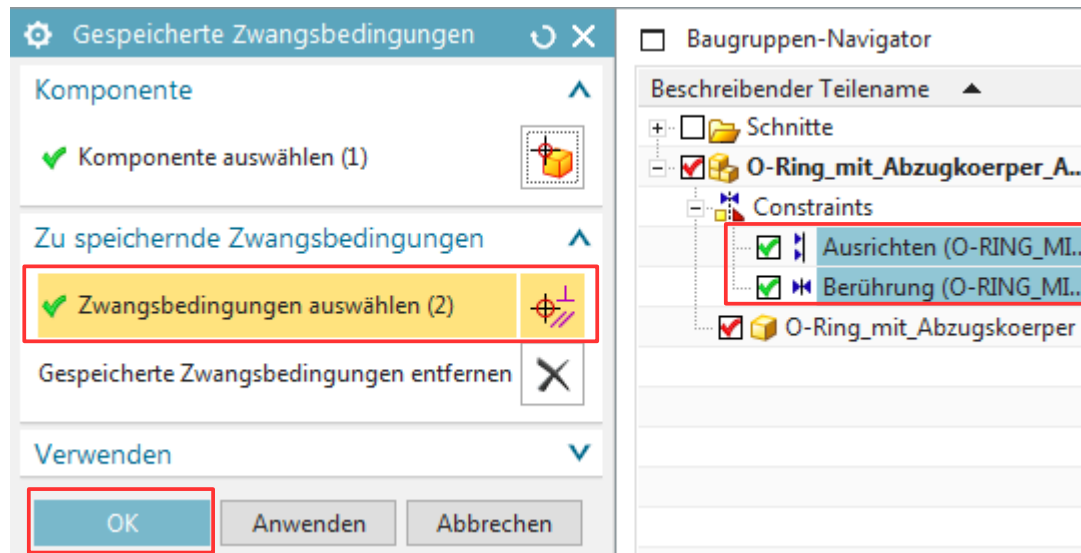 Gespeicherte Zwangsbedingungen
Komponente
Komponente auswählen (1)
Zu speichernde Zwangsbedingungen
Zwangsbedingungen auswählen (2)
Gespeicherte Zwangsbedingungen entfernen
Verwenden
OK Anwenden Abbrechen
Baugruppen-Navigator
Beschreibender Teilename
Schnitte
O-Ring_mit_Abzugkoerper_A...
Constraints
Ausrichten (O-RING_MI...
Berührung (O-RING_MI...
O-Ring_mit_Abzugskoerper